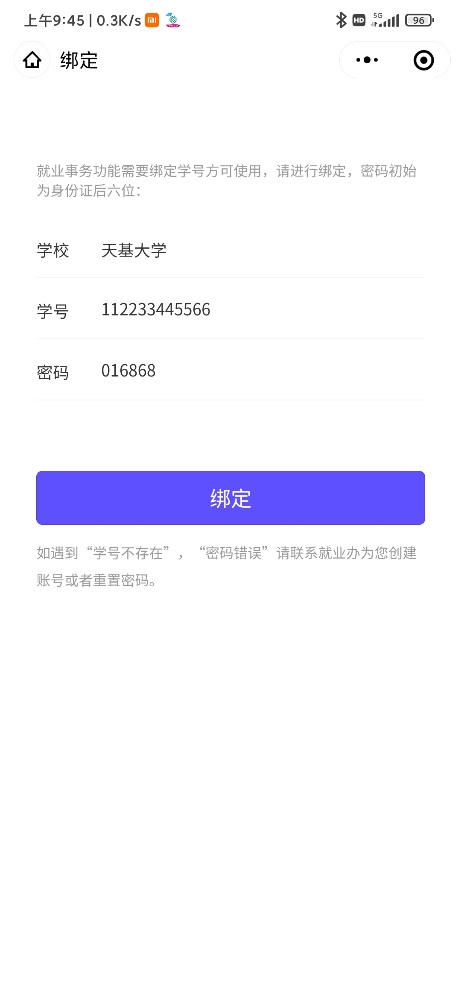 上午9:45 | 0.3K/s
HD
5G
96
绑定
就业事务功能需要绑定学号方可使用，请进行绑定，密码初始
为身份证后六位：
学校 天基大学
学号 112233445566
密码 016868
绑定
如遇到“学号不存在”，“密码错误”请联系就业办为您创建
账号或者重置密码。